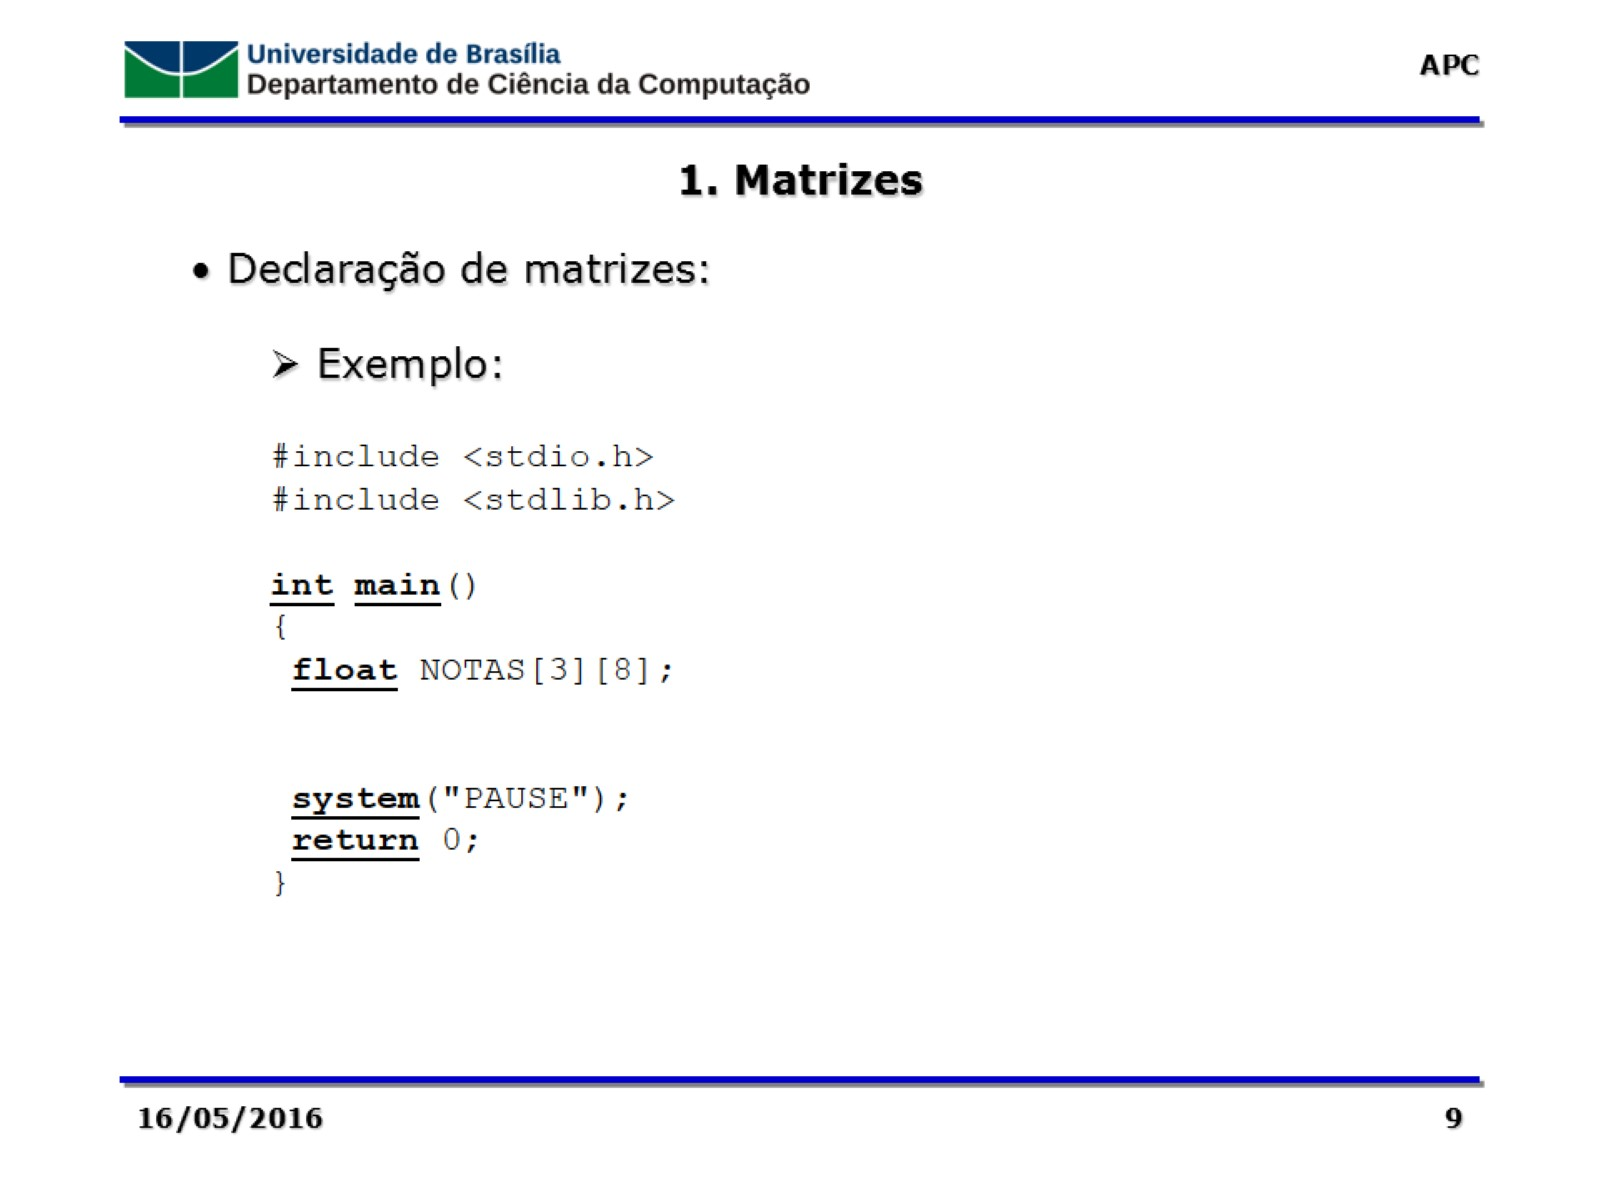 Universidade de Brasília
Departamento de Ciência da Computação
APC
1. Matrizes
• Declaração de matrizes:
➢ Exemplo:
#include <stdio.h>
#include <stdlib.h>
int main()
{
float NOTAS[3][8];
system("PAUSE");
return 0;
}
16/05/2016
9